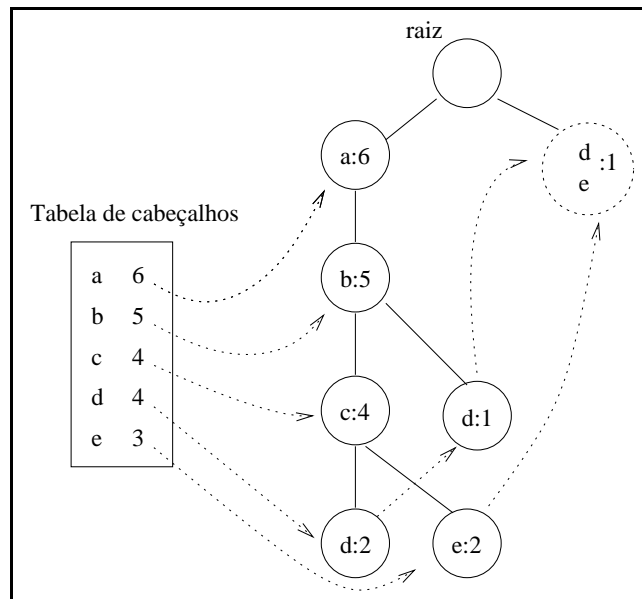 raiz
a:6
d
e :1
Tabela de cabeçalhos
a 6
b 5
c 4
d 4
e 3
b:5
c:4
d:1
d:2
e:2